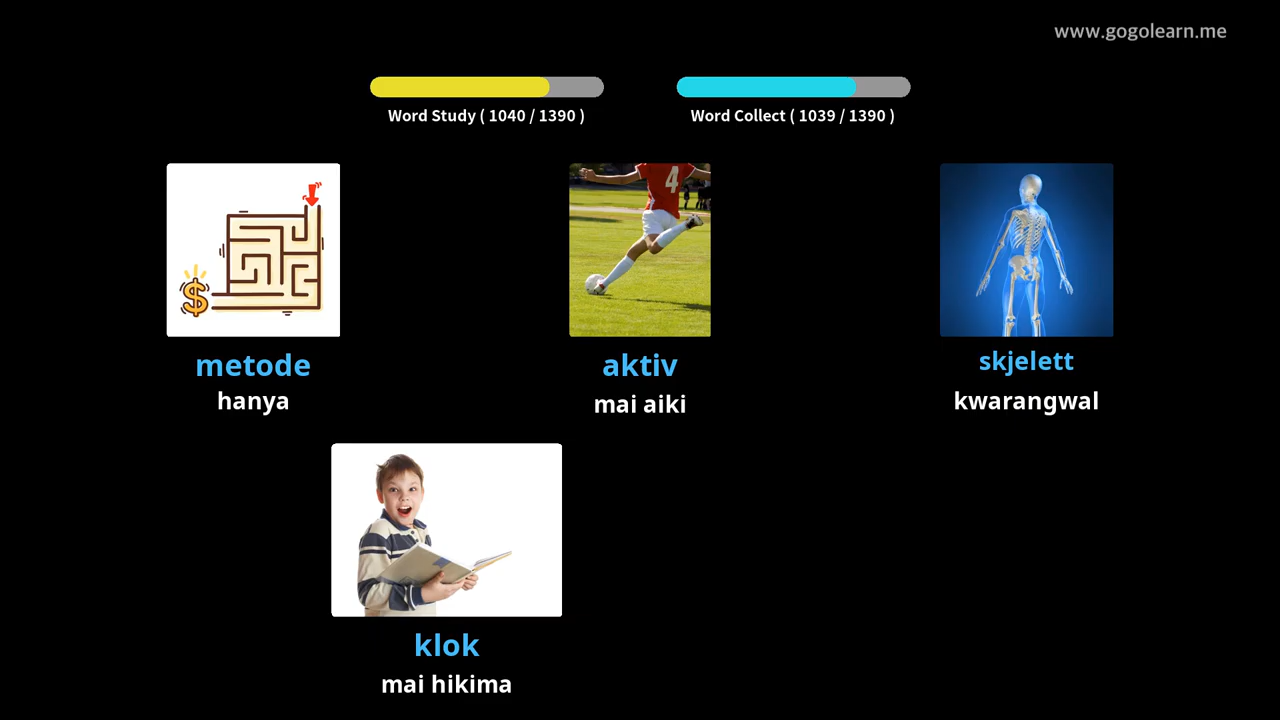 www.gogolearn.me
Word Study ( 1040 / 1390 )
Word Collect ( 1039 / 1390 )
4
$
metode
hanya
aktiv
mai aiki
skjelett
kwarangwal
klok
mai hikima